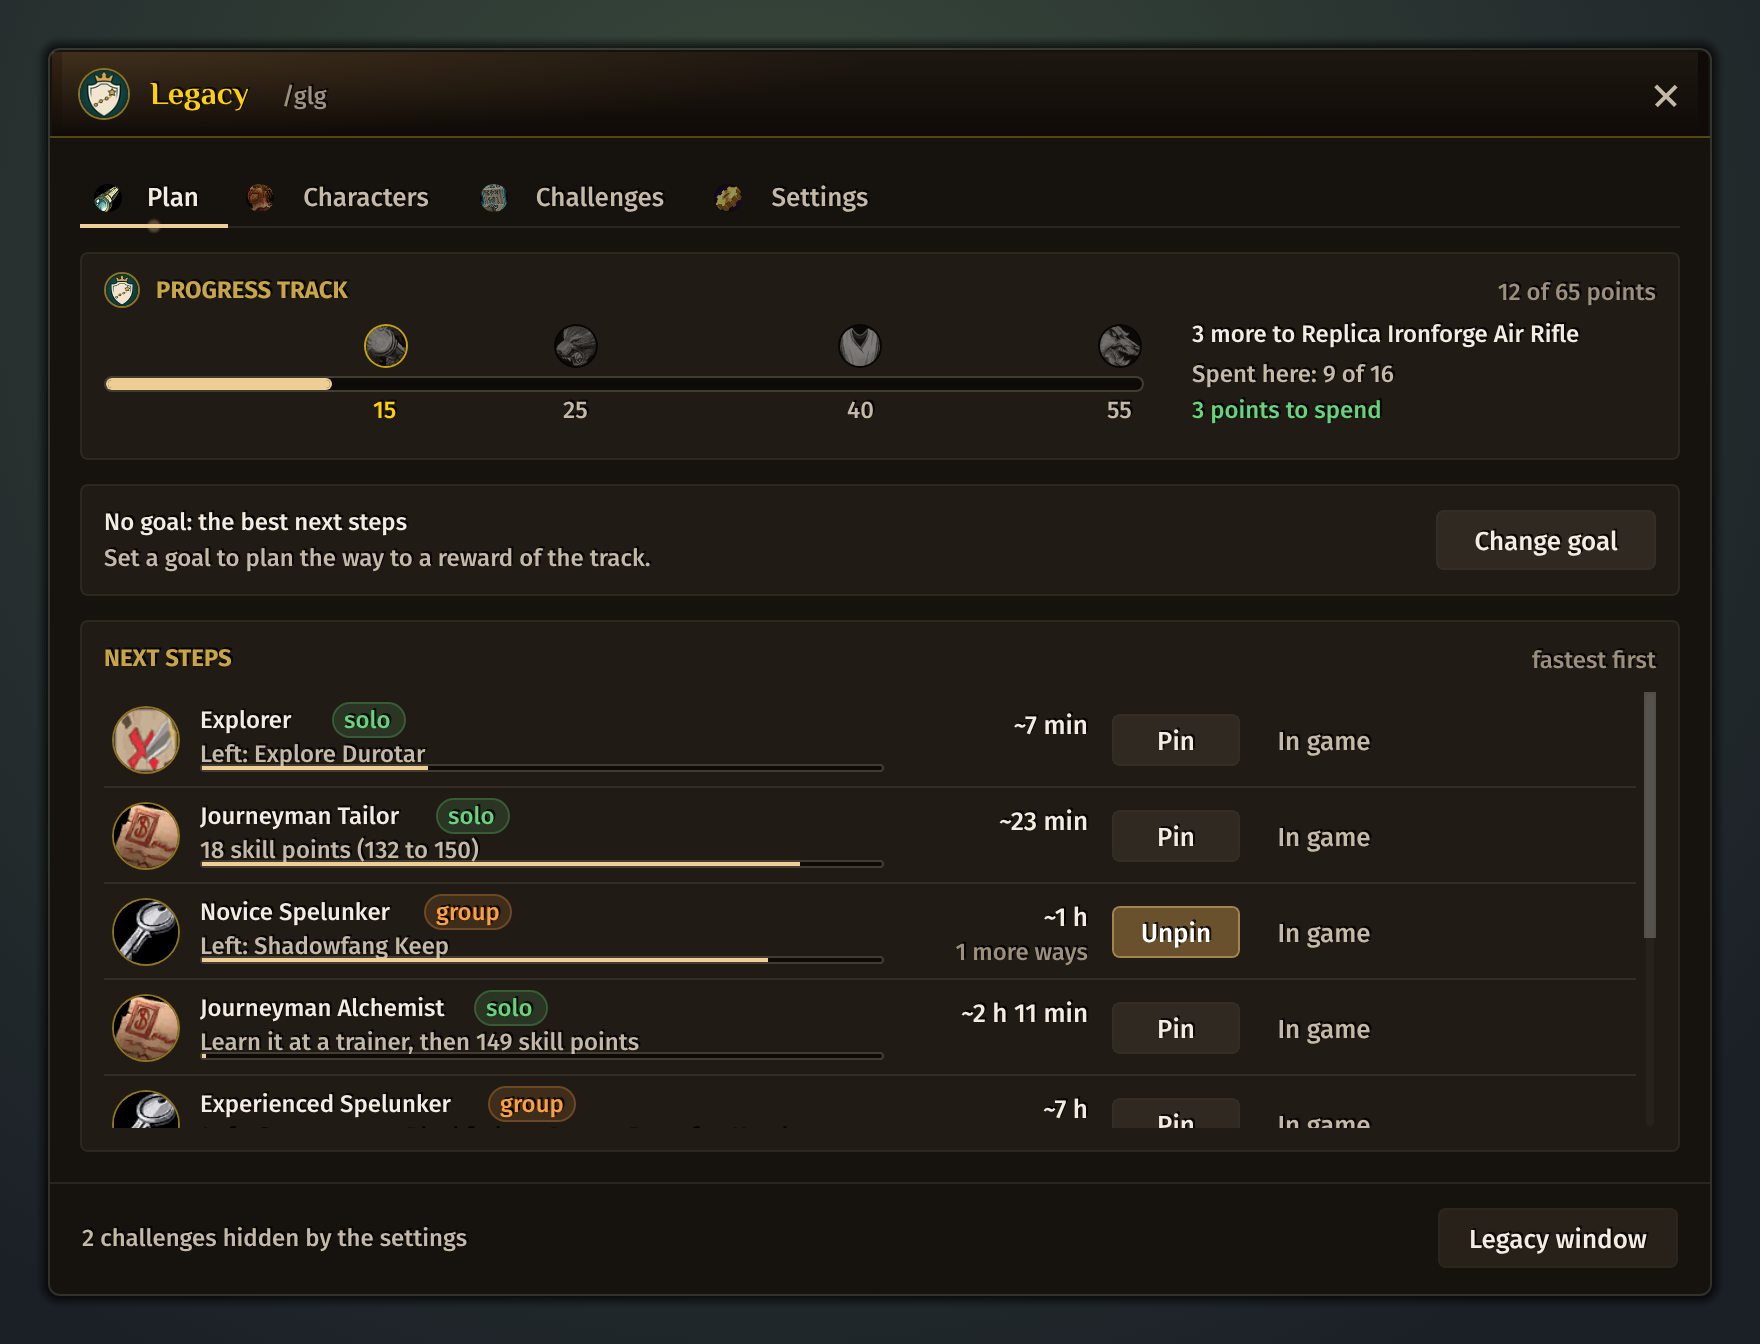 Legacy /glg
Plan Characters Challenges Settings
PROGRESS TRACK
12 of 65 points
15 25 40 55
3 more to Replica Ironforge Air Rifle
Spent here: 9 of 16
3 points to spend
No goal: the best next steps
Set a goal to plan the way to a reward of the track.
Change goal
NEXT STEPS
fastest first
Explorer solo
Left: Explore Durotar
~7 min
Pin
In game
Journeyman Tailor solo
18 skill points (132 to 150)
~23 min
Pin
In game
Novice Spelunker group
Left: Shadowfang Keep
~1 h
1 more ways
Unpin
In game
Journeyman Alchemist solo
Learn it at a trainer, then 149 skill points
~2 h 11 min
Pin
In game
Experienced Spelunker group
~7 h
Pin
In game
2 challenges hidden by the settings
Legacy window